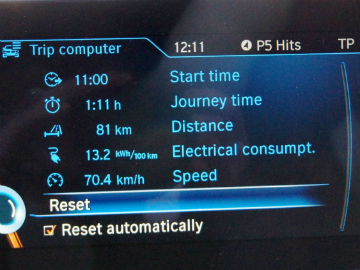 Trip computer 12:11 4 P5 Hits TP
11:00 Start time
1:11 h Journey time
81 km Distance
13.2 kWh/100 km Electrical consumpt.
70.4 km/h Speed
Reset
Reset automatically